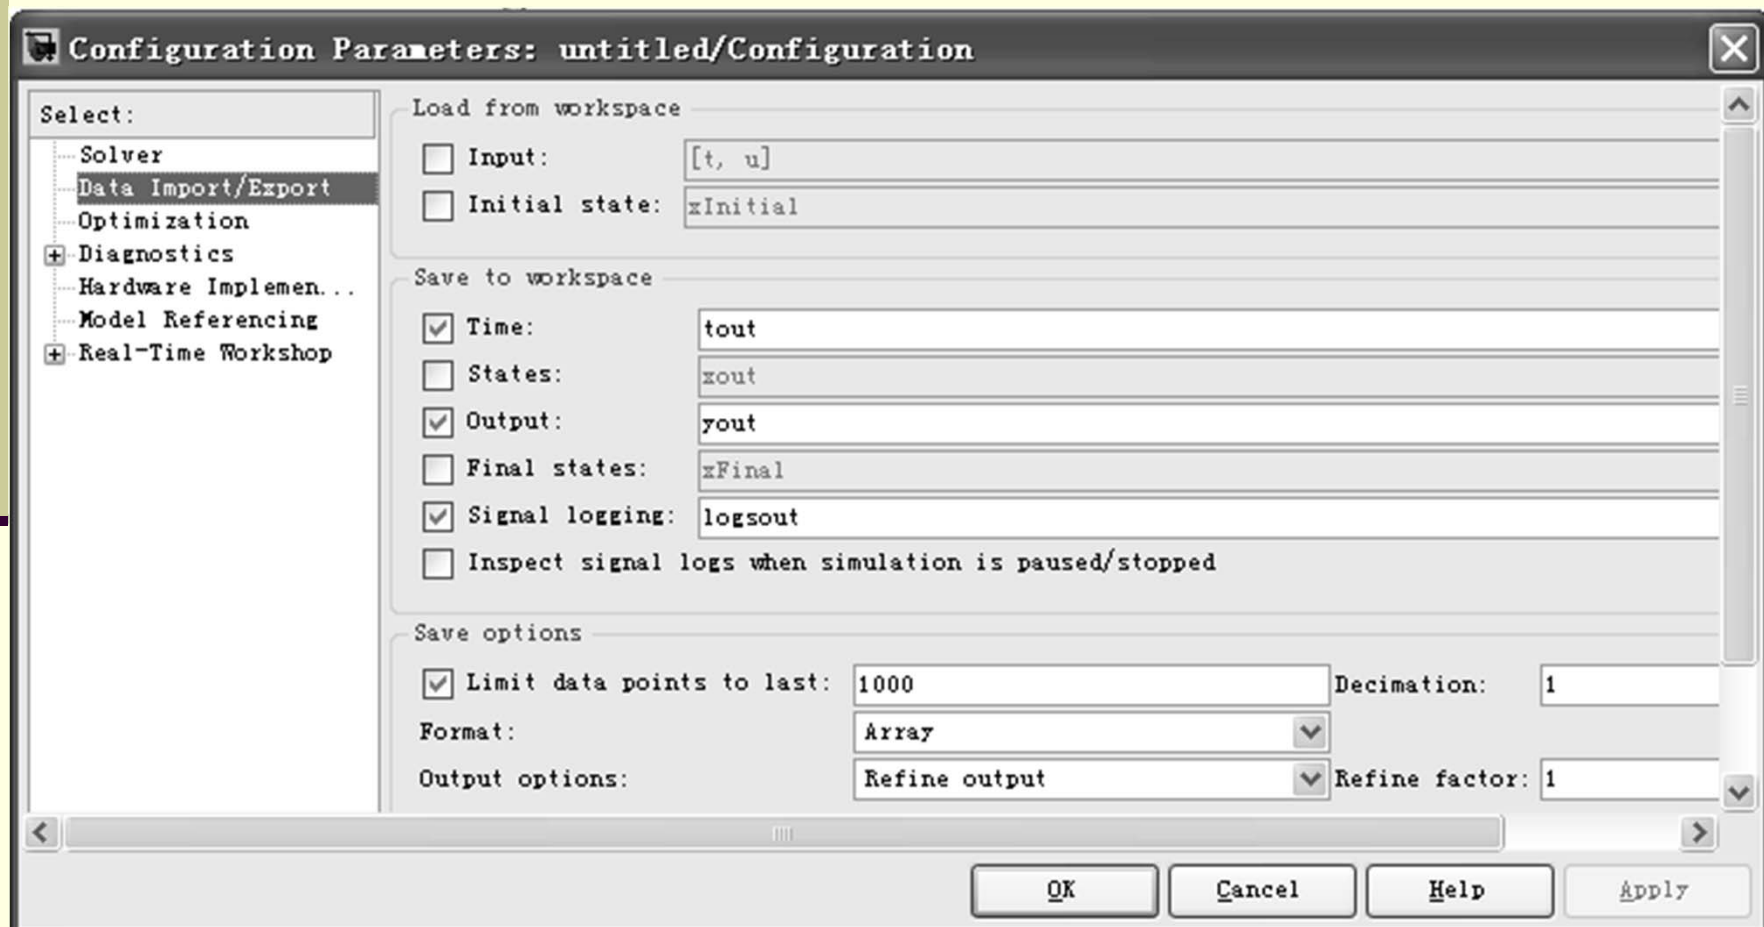 Configuration Parameters: untitled/Configuration
Select:
Solver
Data Import/Export
Optimization
Diagnostics
Hardware Implemen...
Model Referencing
Real-Time Workshop
Load from workspace
Input: [t, u]
Initial state: xInitial
Save to workspace
Time: tout
States: xout
Output: yout
Final states: xFinal
Signal logging: logsout
Inspect signal logs when simulation is paused/stopped
Save options
Limit data points to last: 1000 Decimation: 1
Format: Array
Output options: Refine output Refine factor: 1
OK Cancel Help Apply